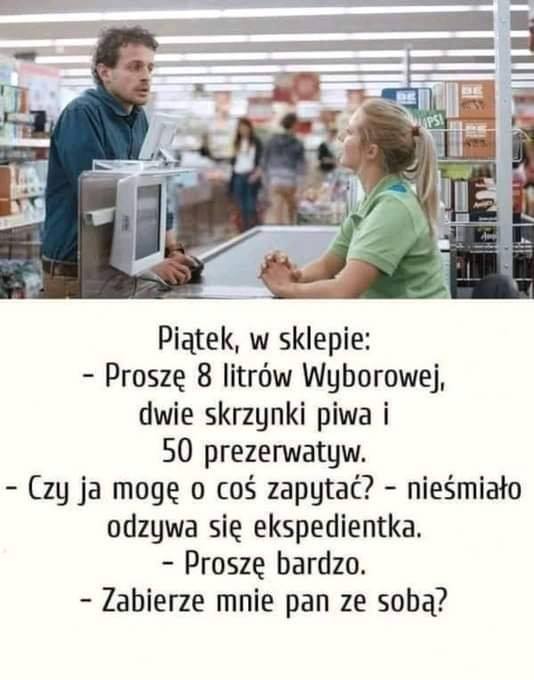 UPS!
Piątek, w sklepie:
- Proszę 8 litrów Wyborowej,
dwie skrzynki piwa i
50 prezerwatyw.
- Czy ja mogę o coś zapytać? - nieśmiało
odzywa się ekspedientka.
- Proszę bardzo.
- Zabierze mnie pan ze sobą?